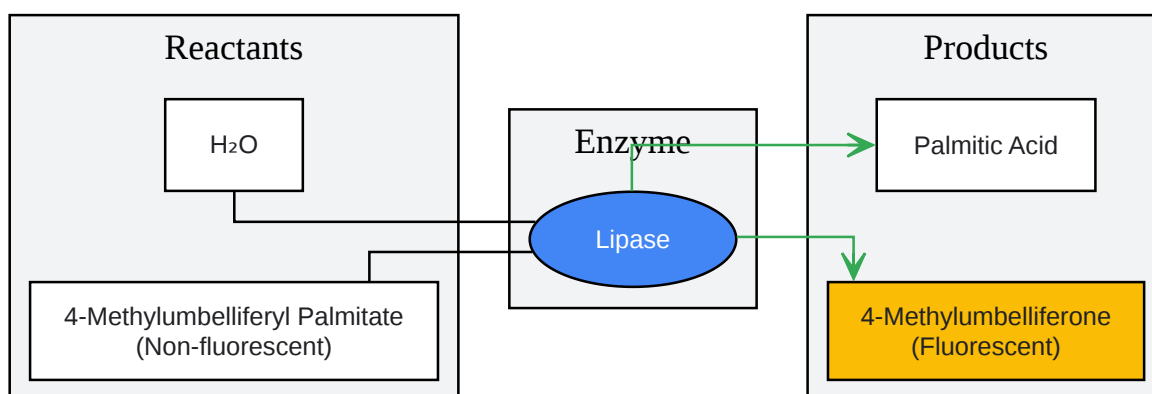 Reactants
H₂O
4-Methylumbelliferyl Palmitate
(Non-fluorescent)
Enzyme
Lipase
Products
Palmitic Acid
4-Methylumbelliferone
(Fluorescent)